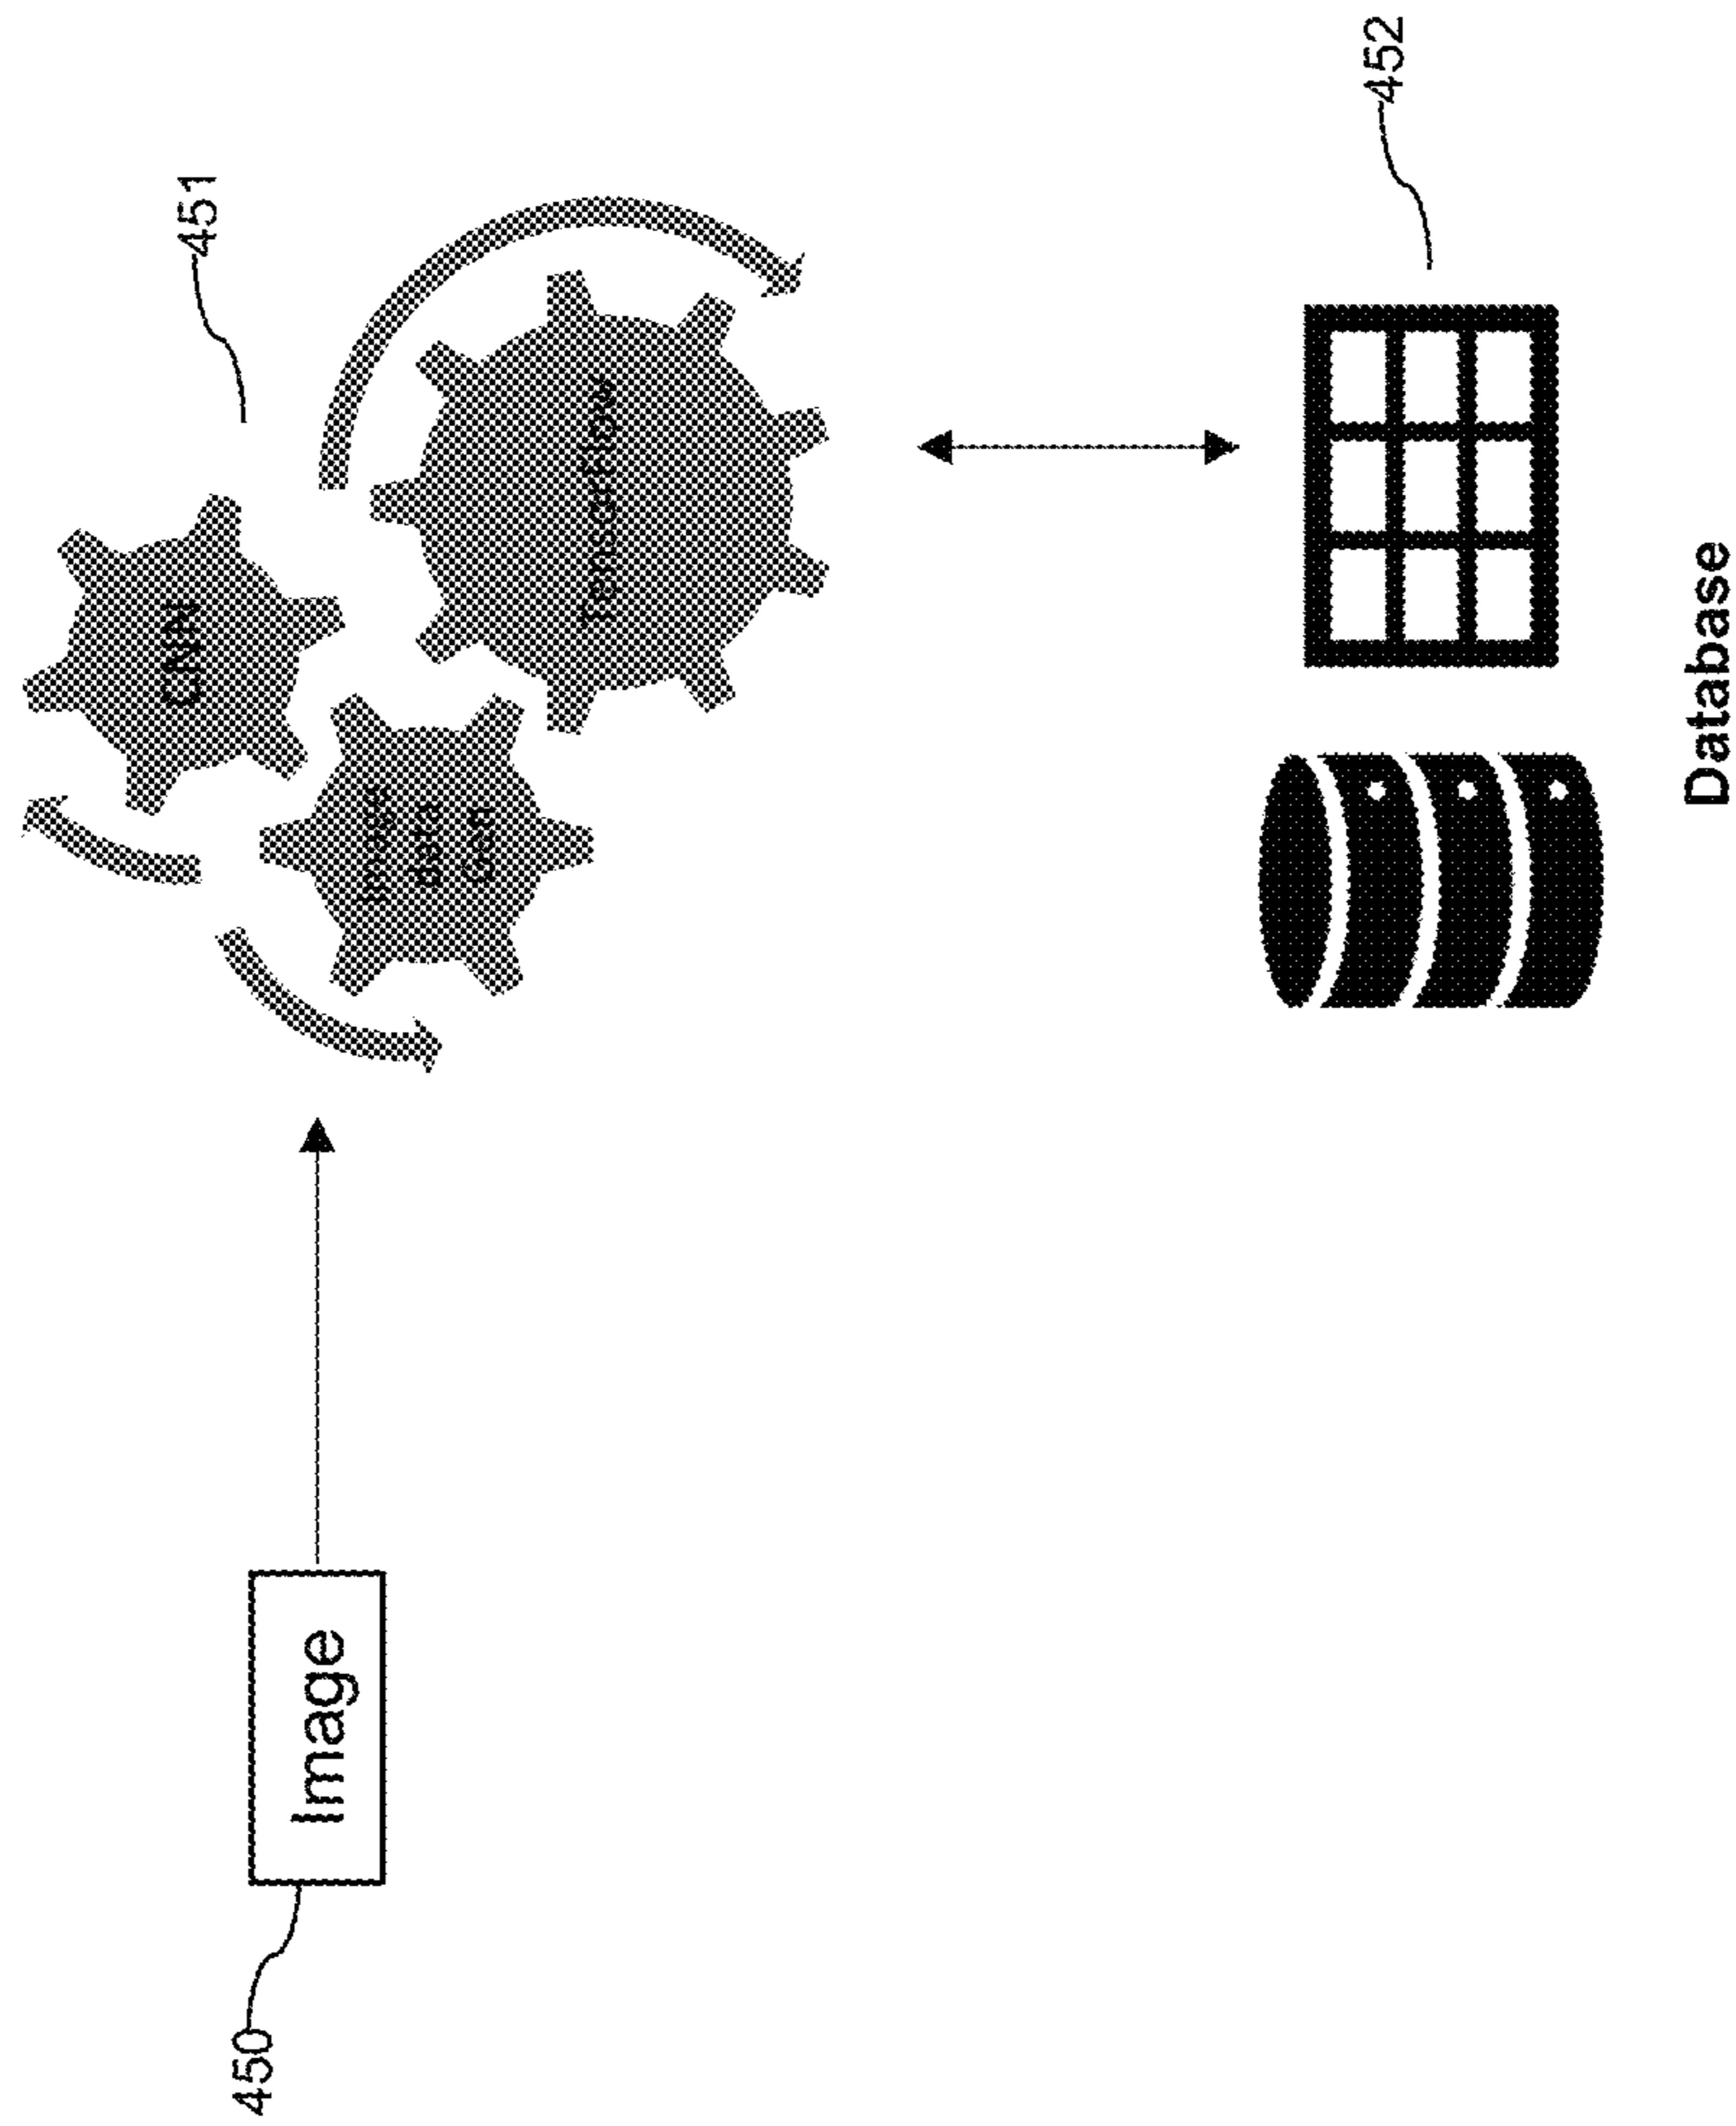 450
Image
451
CNN
Image
data
Gen
TensorFlow
452
Database